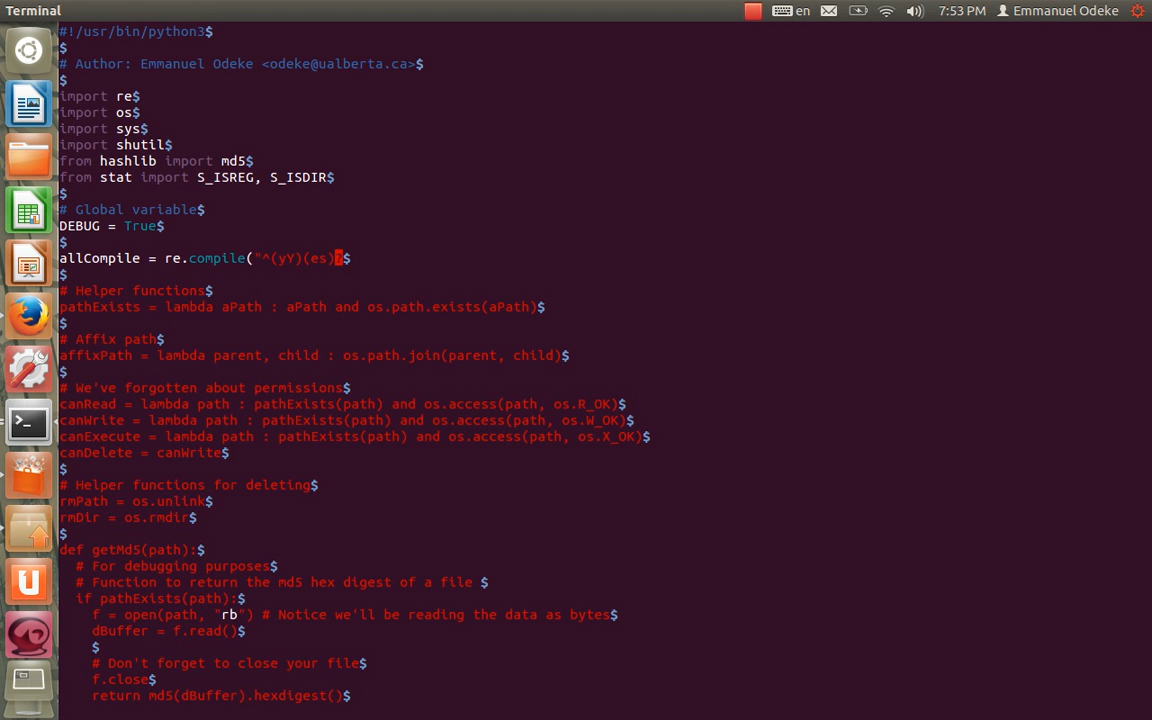 Terminal
en
7:53 PM
Emmanuel Odeke
#!/usr/bin/python3$
$
# Author: Emmanuel Odeke <odeke@ualberta.ca>$
$
import re$
import os$
import sys$
import shutil$
from hashlib import md5$
from stat import S_ISREG, S_ISDIR$
$
# Global variable$
DEBUG = True$
$
allCompile = re.compile("^(yY)(es)?$
$
# Helper functions$
pathExists = lambda aPath : aPath and os.path.exists(aPath)$
$
# Affix path$
affixPath = lambda parent, child : os.path.join(parent, child)$
$
# We've forgotten about permissions$
canRead = lambda path : pathExists(path) and os.access(path, os.R_OK)$
canWrite = lambda path : pathExists(path) and os.access(path, os.W_OK)$
canExecute = lambda path : pathExists(path) and os.access(path, os.X_OK)$
canDelete = canWrite$
$
# Helper functions for deleting$
rmPath = os.unlink$
rmDir = os.rmdir$
$
def getMd5(path):$
  # For debugging purposes$
  # Function to return the md5 hex digest of a file $
  if pathExists(path):$
    f = open(path, "rb") # Notice we'll be reading the data as bytes$
    dBuffer = f.read()$
    $
    # Don't forget to close your file$
    f.close$
    return md5(dBuffer).hexdigest()$